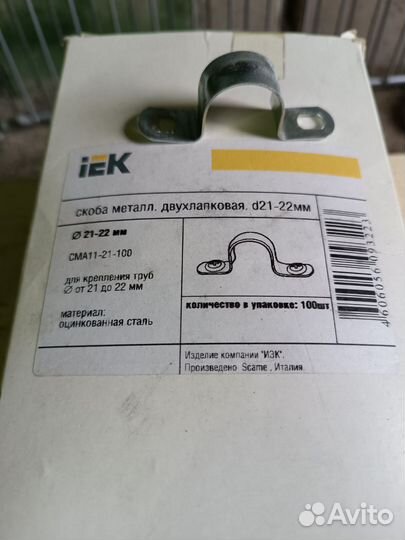 iEK
скоба металл. двухлапковая. d21-22мм
Ø 21-22 мм
CMA11-21-100
для крепления труб
Ø от 21 до 22 мм
материал:
оцинкованная сталь
количество в упаковке: 100шт
Изделие компании "ИЭК".
Произведено Scame , Италия.
4606056093223
Avito